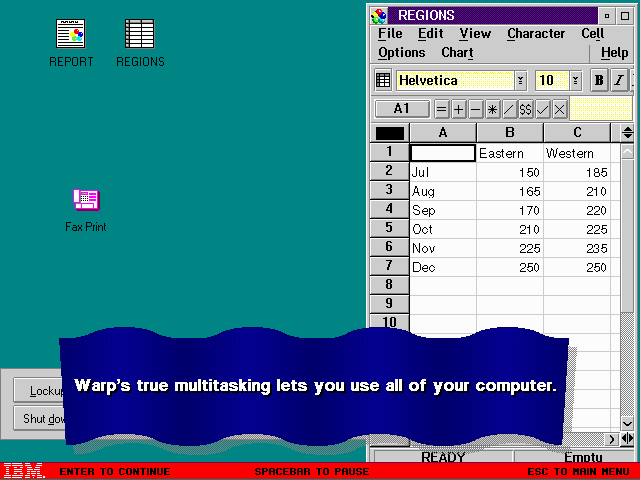 REPORT
REGIONS
Fax Print
REGIONS
File Edit View Character Cell
Options Chart Help
Helvetica 10 B I
A1 = + - * / $$
A B C
1 Eastern Western
2 Jul 150 185
3 Aug 165 210
4 Sep 170 220
5 Oct 210 225
6 Nov 225 235
7 Dec 250 250
8
9
10
Lockup
Shut dow
Warp's true multitasking lets you use all of your computer.
READY Empty
IBM. ENTER TO CONTINUE SPACEBAR TO PAUSE ESC TO MAIN MENU